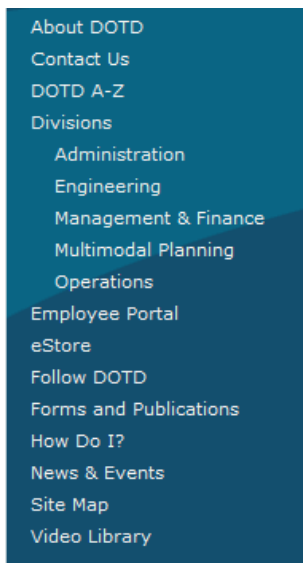 About DOTD
Contact Us
DOTD A-Z
Divisions
Administration
Engineering
Management & Finance
Multimodal Planning
Operations
Employee Portal
eStore
Follow DOTD
Forms and Publications
How Do I?
News & Events
Site Map
Video Library